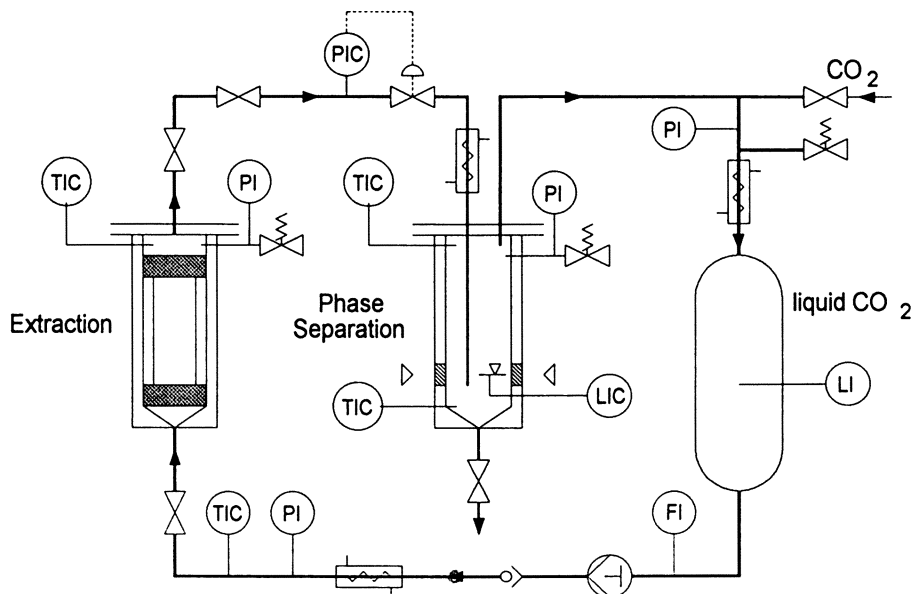 PIC
CO2
PI
TIC
PI
TIC
PI
Extraction
Phase
Separation
liquid CO2
TIC
LIC
LI
TIC
PI
FI